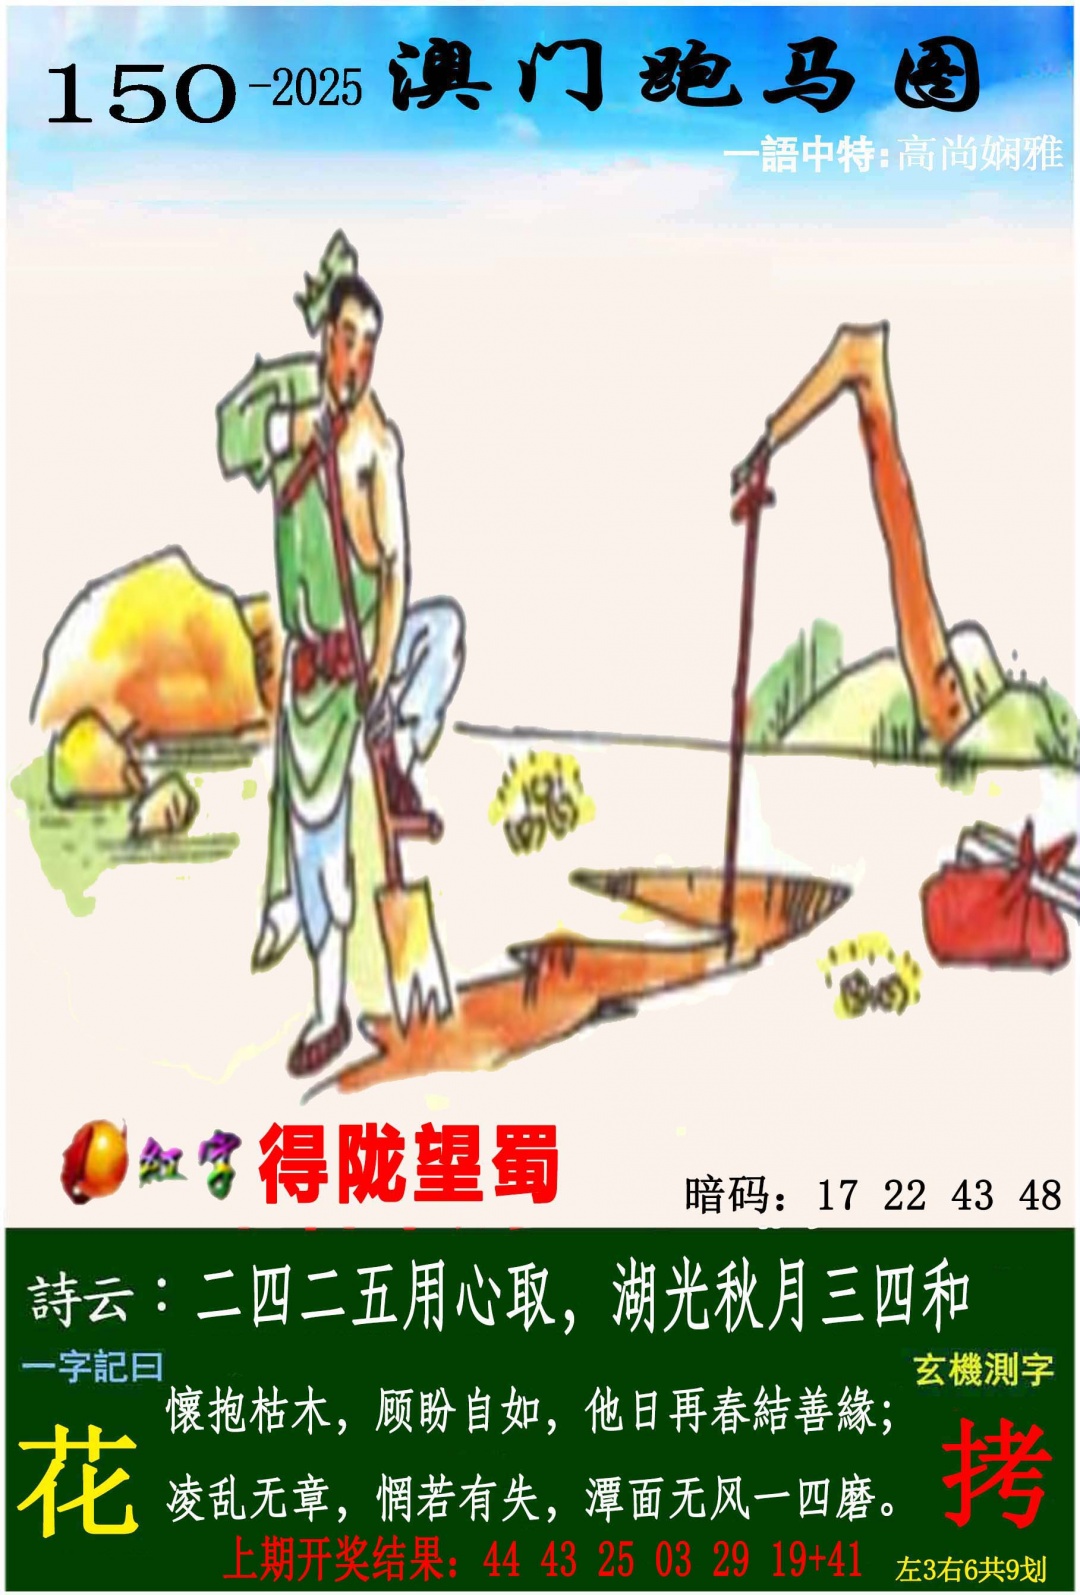 150-2025 澳门跑马图
一語中特:高尚娴雅
红字 得陇望蜀
暗码：17 22 43 48
詩云：二四二五用心取，湖光秋月三四和
一字記曰
玄機測字
花
懷抱枯木，顾盼自如，他日再春結善緣；
凌乱无章，惘若有失，潭面无风一四磨。
拷
上期开奖结果：44 43 25 03 29 19+41
左3右6共9划